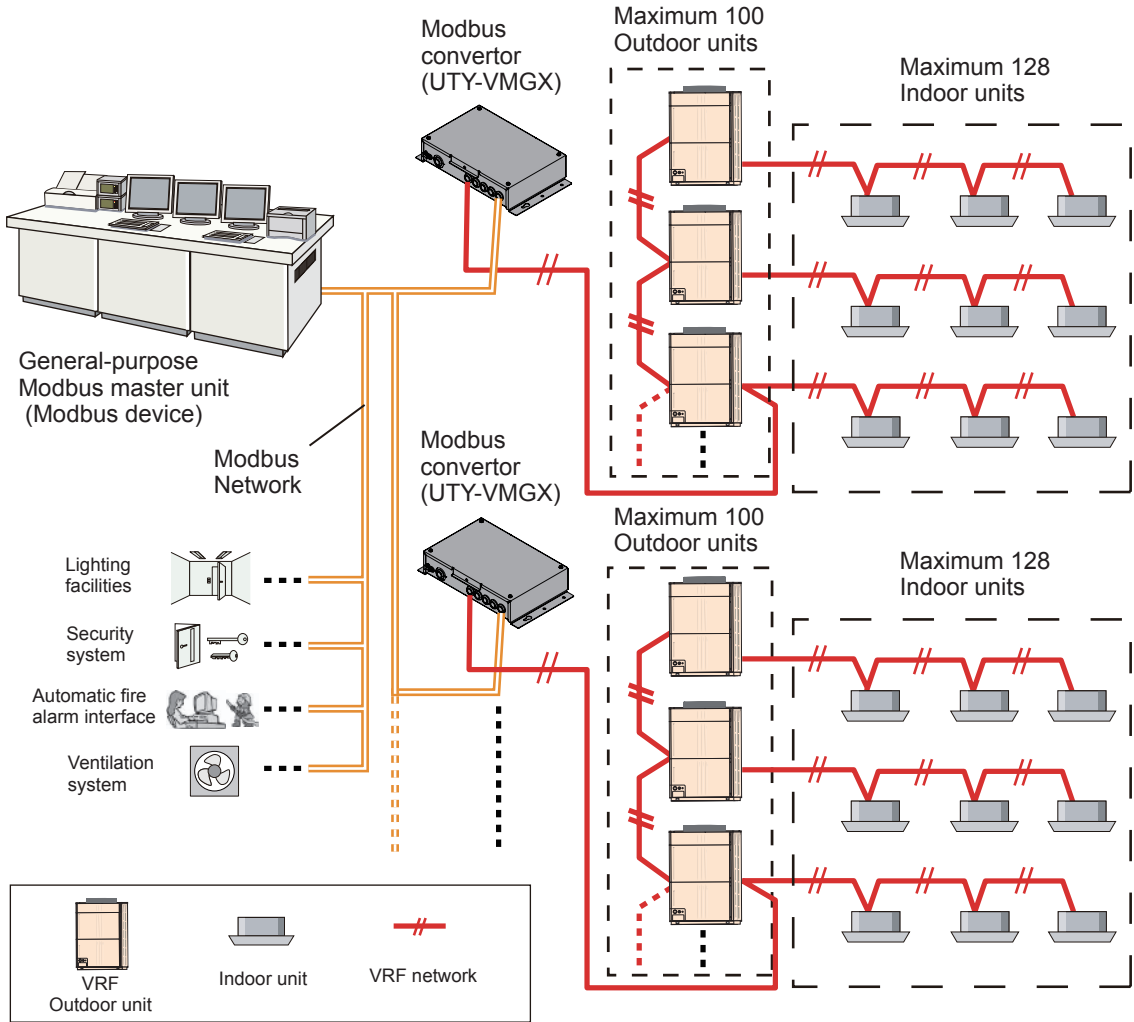 Modbus
convertor
(UTY-VMGX)
Maximum 100
Outdoor units
Maximum 128
Indoor units
General-purpose
Modbus master unit
(Modbus device)
Modbus
Network
Modbus
convertor
(UTY-VMGX)
Maximum 100
Outdoor units
Maximum 128
Indoor units
Lighting
facilities
Security
system
Automatic fire
alarm interface
Ventilation
system
VRF
Outdoor unit
Indoor unit
VRF network